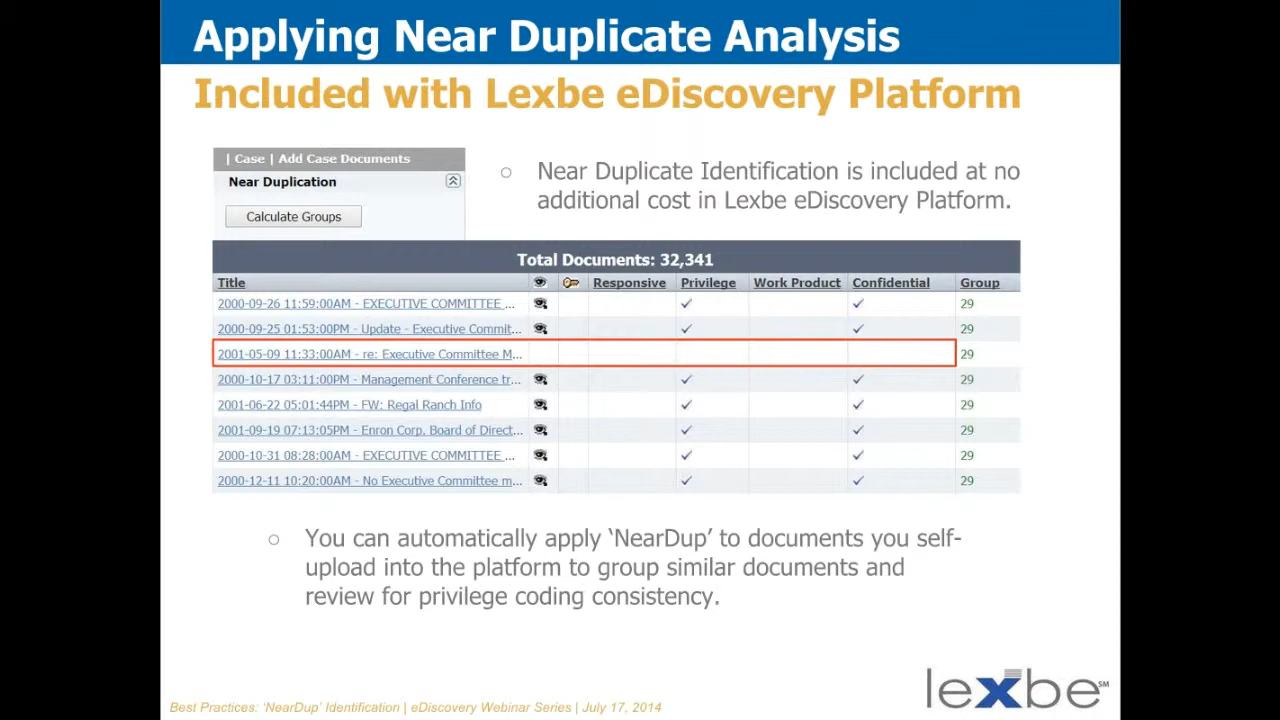 Applying Near Duplicate Analysis
Included with Lexbe eDiscovery Platform
| Case | Add Case Documents
Near Duplication
Calculate Groups
○ Near Duplicate Identification is included at no
additional cost in Lexbe eDiscovery Platform.
Total Documents: 32,341
Title Responsive Privilege Work Product Confidential Group
2000-09-26 11:59:00AM - EXECUTIVE COMMITTEE ... ✓ ✓ 29
2000-09-25 01:53:00PM - Update - Executive Commit... ✓ ✓ 29
2001-05-09 11:33:00AM - re: Executive Committee M... 29
2000-10-17 03:11:00PM - Management Conference tr... ✓ ✓ 29
2001-06-22 05:01:44PM - FW: Regal Ranch Info ✓ ✓ 29
2001-09-19 07:13:05PM - Enron Corp. Board of Direct... ✓ ✓ 29
2000-10-31 08:28:00AM - EXECUTIVE COMMITTEE ... ✓ ✓ 29
2000-12-11 10:20:00AM - No Executive Committee m... ✓ ✓ 29
○ You can automatically apply ‘NearDup’ to documents you self-
upload into the platform to group similar documents and
review for privilege coding consistency.
lexbe SM
Best Practices: ‘NearDup’ Identification | eDiscovery Webinar Series | July 17, 2014